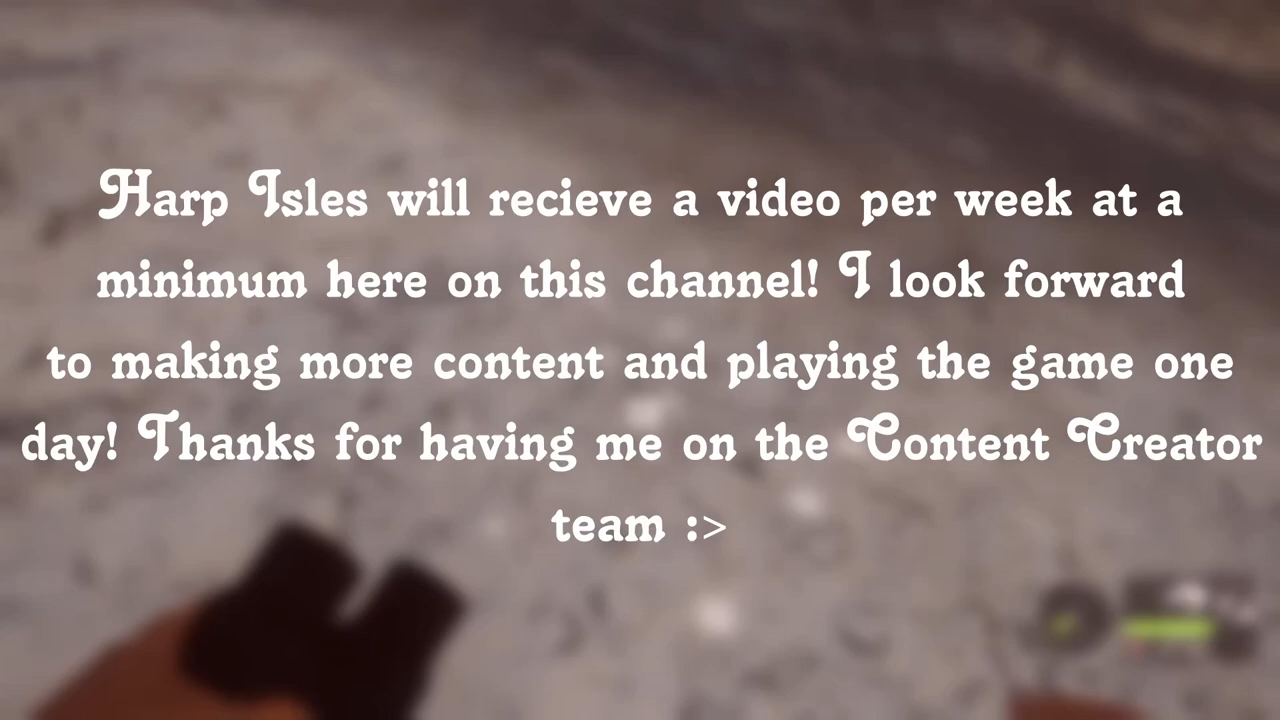 Harp Isles will recieve a video per week at a
minimum here on this channel! I look forward
to making more content and playing the game one
day! Thanks for having me on the Content Creator
team :>